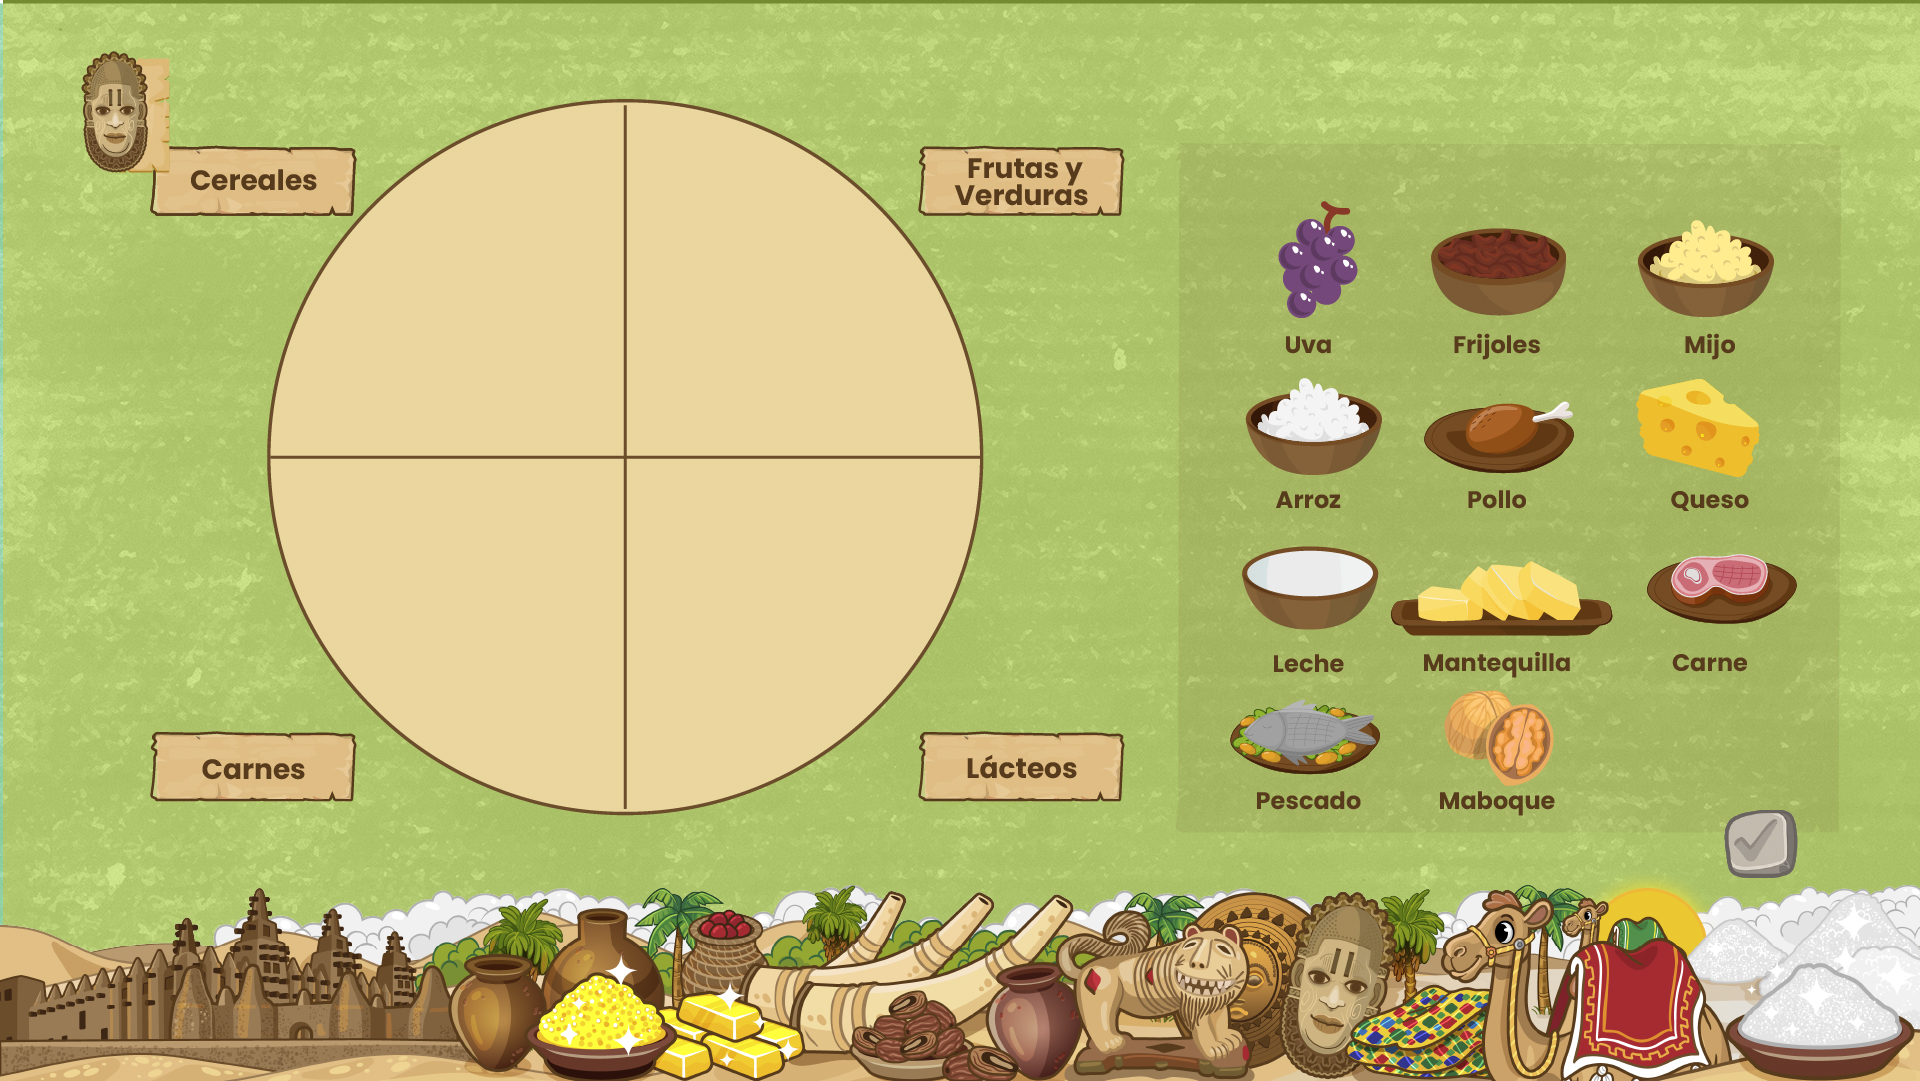 Cereales
Frutas y
Verduras
Carnes
Lácteos
Uva
Frijoles
Mijo
Arroz
Pollo
Queso
Leche
Mantequilla
Carne
Pescado
Maboque